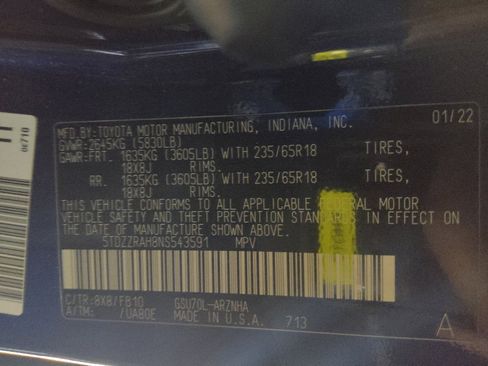 MFD.BY:TOYOTA MOTOR MANUFACTURING, INDIANA, INC. 01/22
GVWR:2645KG (5830LB)
GAWR:FRT. 1635KG (3605LB) WITH 235/65R18 TIRES,
18X8J RIMS.
RR. 1635KG (3605LB) WITH 235/65R18 TIRES,
18X8J RIMS.
THIS VEHICLE CONFORMS TO ALL APPLICABLE FEDERAL MOTOR
VEHICLE SAFETY AND THEFT PREVENTION STANDARDS IN EFFECT ON
THE DATE OF MANUFACTURE SHOWN ABOVE.
5TDZZRAH8NS543591 MPV
C/TR:8X8/FB10 GSU70L-ARZNHA
A/TM: /UA80E MADE IN U.S.A. 713
A